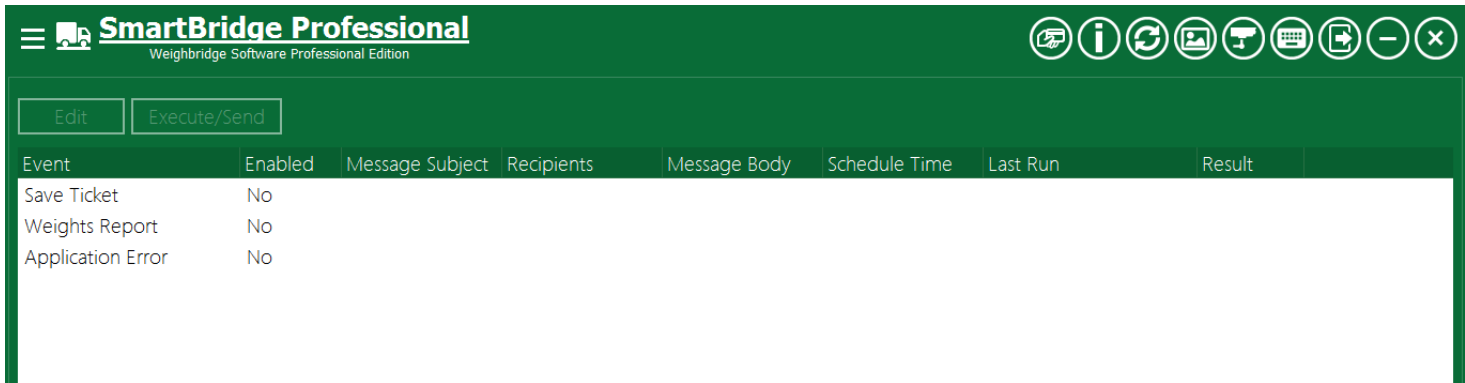 SmartBridge Professional
Weighbridge Software Professional Edition
Edit Execute/Send
Event Enabled Message Subject Recipients Message Body Schedule Time Last Run Result
Save Ticket No
Weights Report No
Application Error No